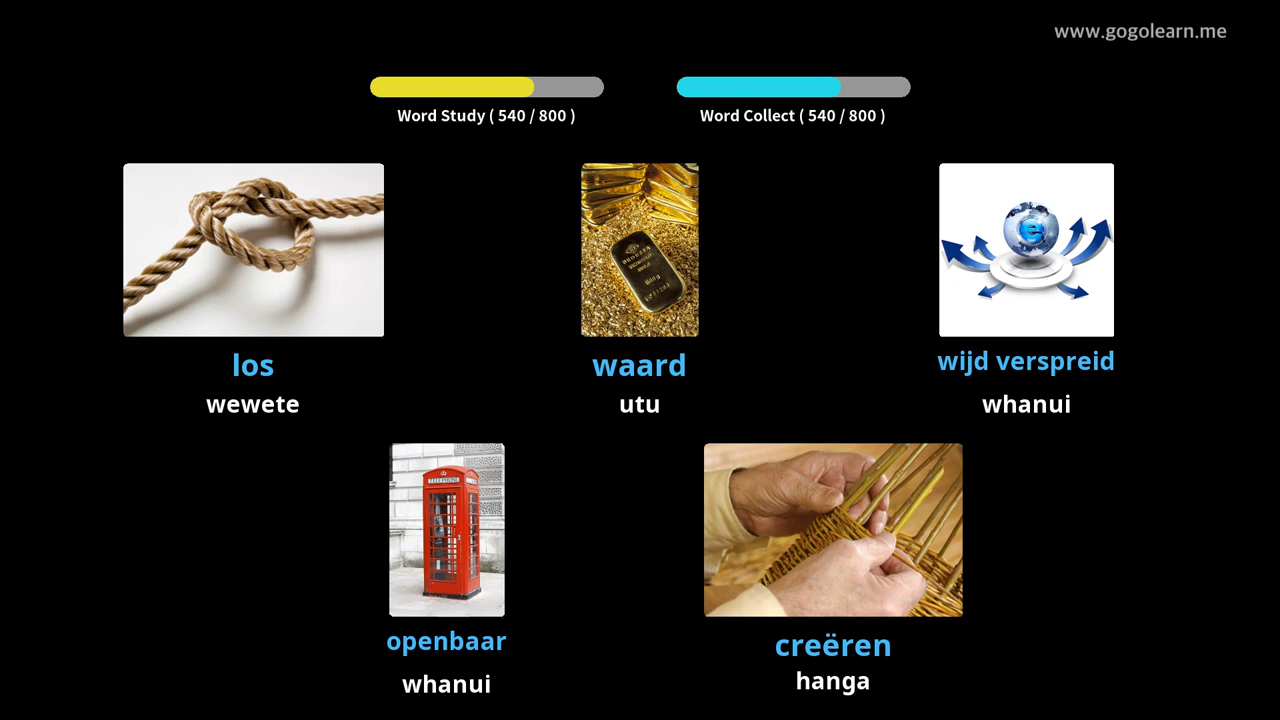 www.gogolearn.me
Word Study ( 540 / 800 )
Word Collect ( 540 / 800 )
los
waard
wijd verspreid
wewete
utu
whanui
TELEPHONE
openbaar
creëren
whanui
hanga